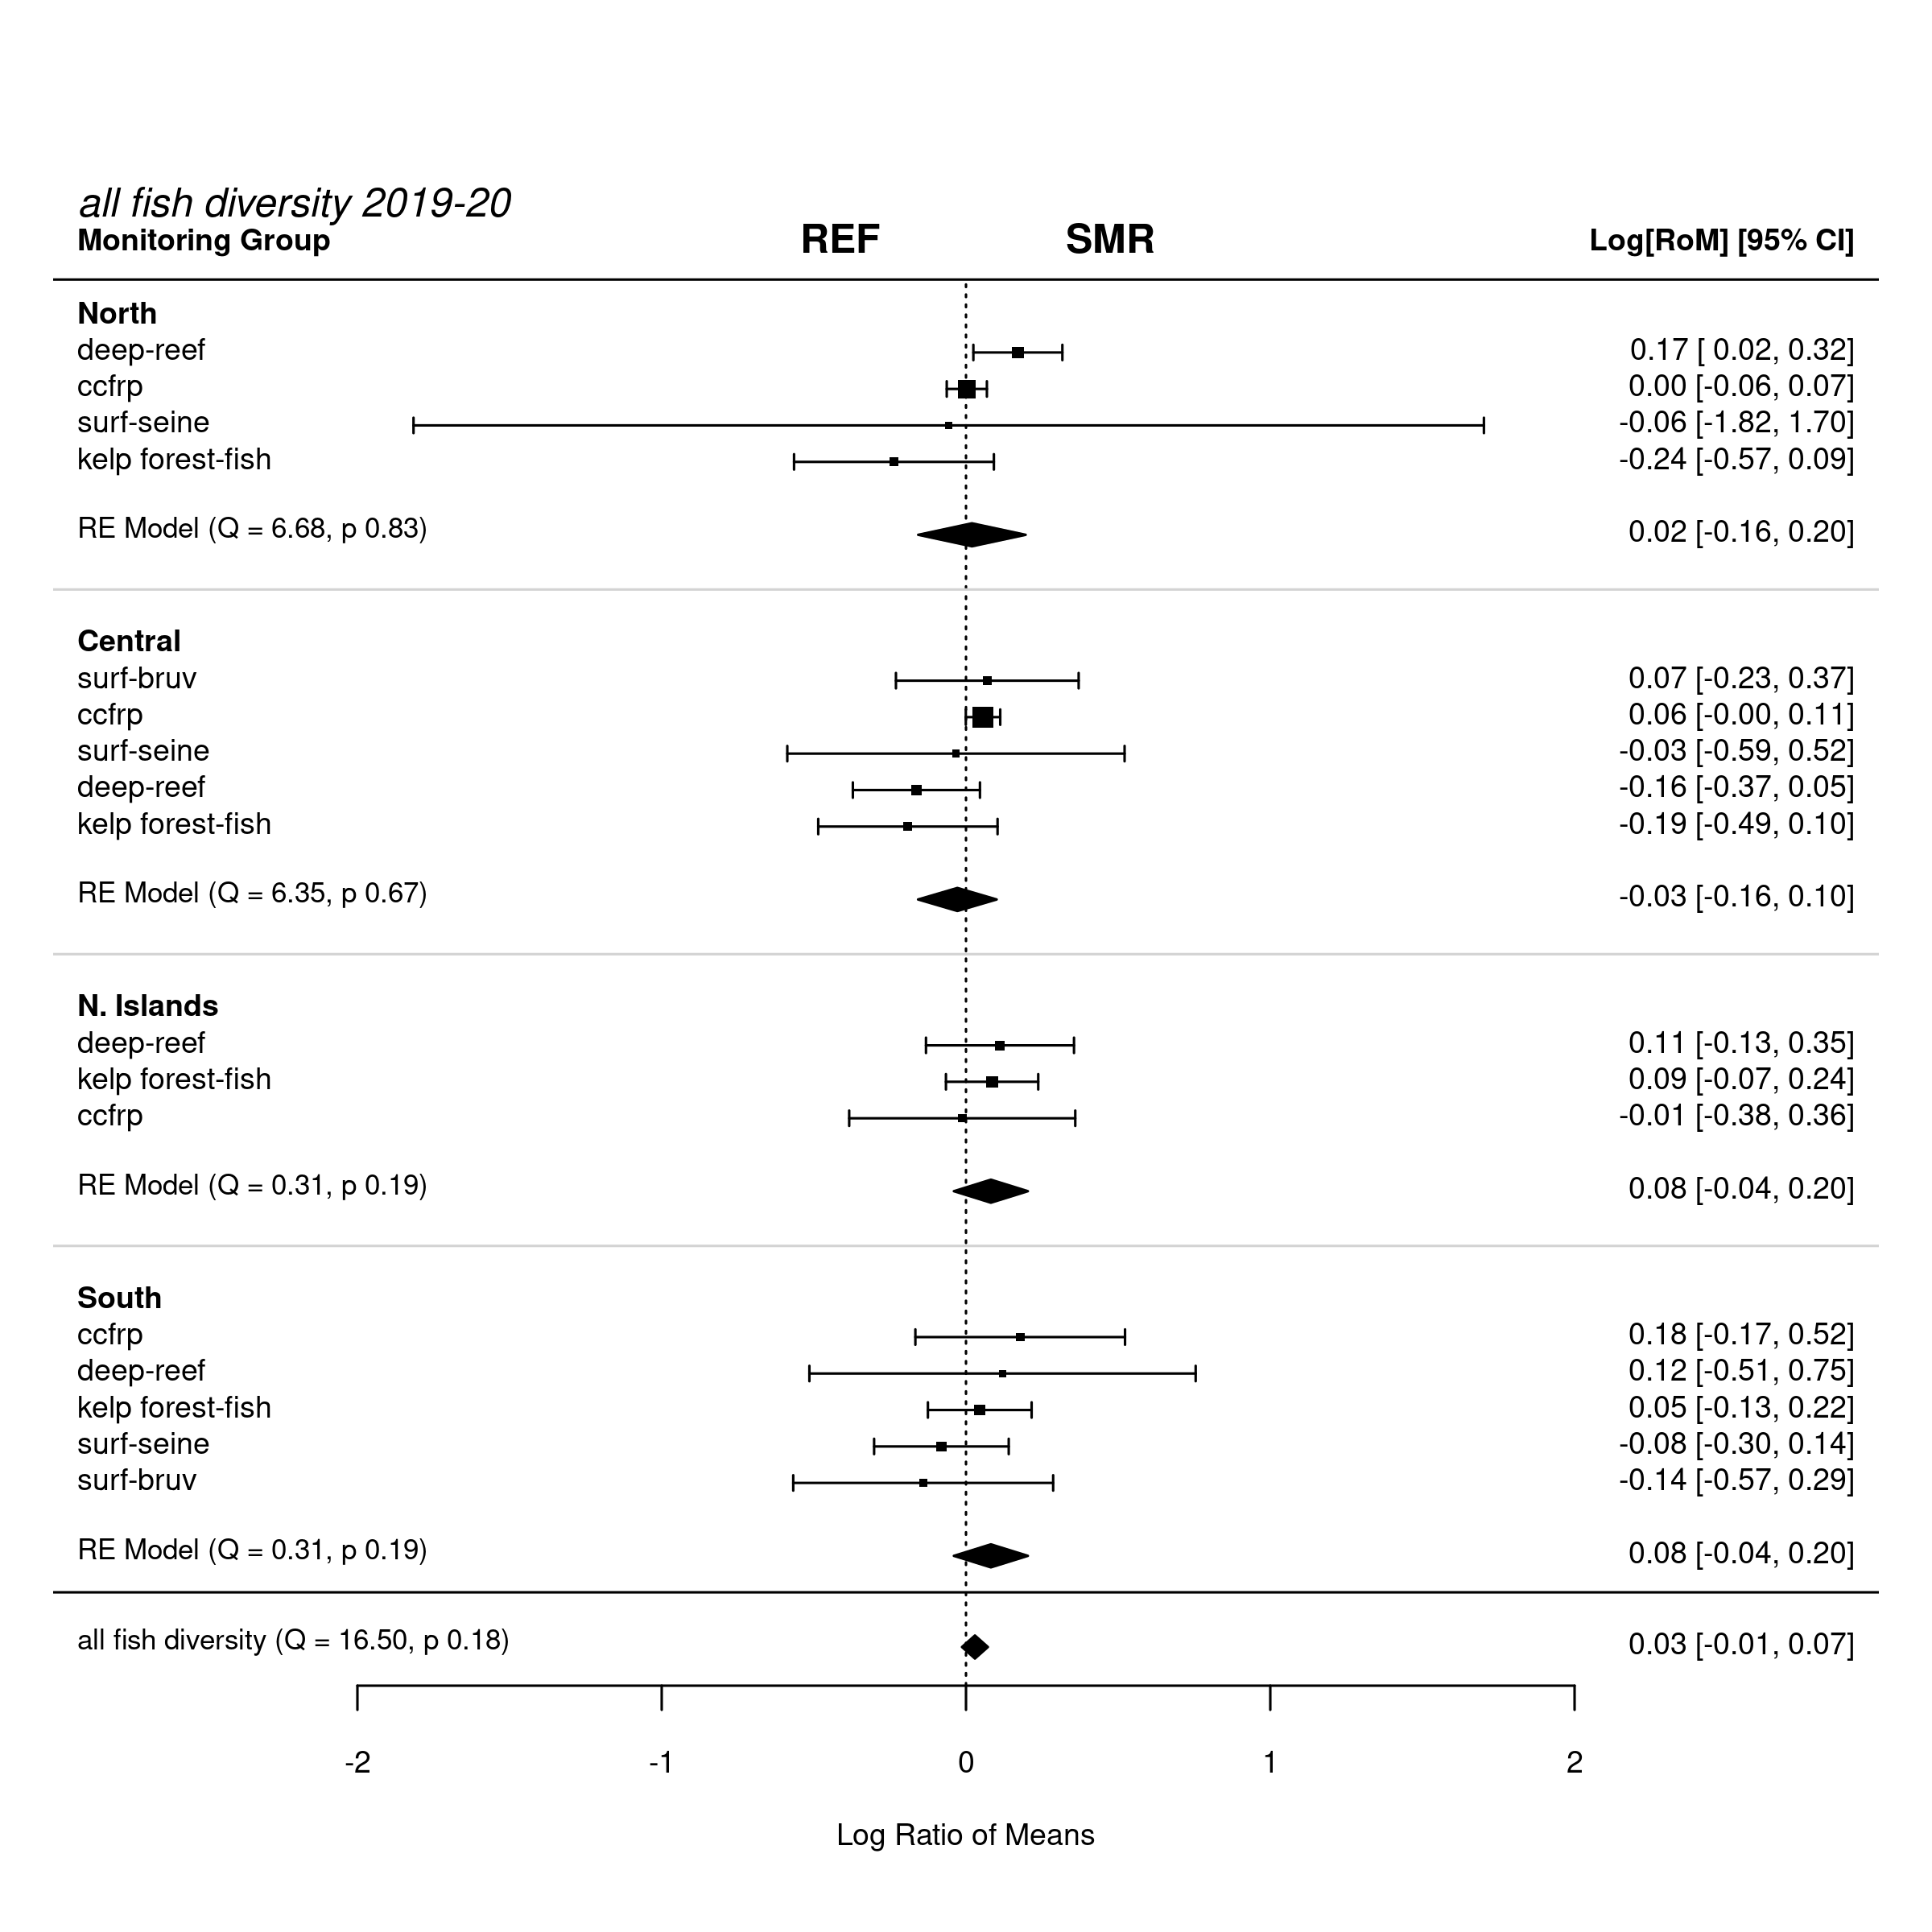 all fish diversity 2019-20
Monitoring Group REF SMR Log[RoM] [95% CI]
North
deep-reef 0.17 [ 0.02, 0.32]
ccfrp 0.00 [-0.06, 0.07]
surf-seine -0.06 [-1.82, 1.70]
kelp forest-fish -0.24 [-0.57, 0.09]
RE Model (Q = 6.68, p 0.83) 0.02 [-0.16, 0.20]
Central
surf-bruv 0.07 [-0.23, 0.37]
ccfrp 0.06 [-0.00, 0.11]
surf-seine -0.03 [-0.59, 0.52]
deep-reef -0.16 [-0.37, 0.05]
kelp forest-fish -0.19 [-0.49, 0.10]
RE Model (Q = 6.35, p 0.67) -0.03 [-0.16, 0.10]
N. Islands
deep-reef 0.11 [-0.13, 0.35]
kelp forest-fish 0.09 [-0.07, 0.24]
ccfrp -0.01 [-0.38, 0.36]
RE Model (Q = 0.31, p 0.19) 0.08 [-0.04, 0.20]
South
ccfrp 0.18 [-0.17, 0.52]
deep-reef 0.12 [-0.51, 0.75]
kelp forest-fish 0.05 [-0.13, 0.22]
surf-seine -0.08 [-0.30, 0.14]
surf-bruv -0.14 [-0.57, 0.29]
RE Model (Q = 0.31, p 0.19) 0.08 [-0.04, 0.20]
all fish diversity (Q = 16.50, p 0.18) 0.03 [-0.01, 0.07]
-2 -1 0 1 2
Log Ratio of Means